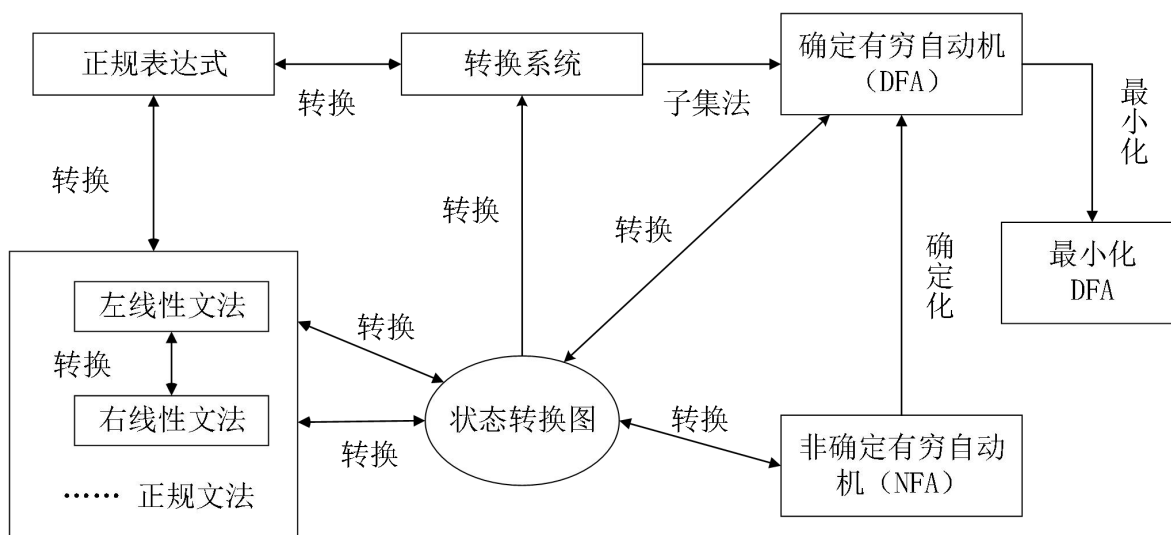 正规表达式
转换
转换系统
子集法
确定有穷自动机
(DFA)
最小化
转换
转换
转换
确定化
最小化
DFA
左线性文法
转换
右线性文法
转换
转换
状态转换图
转换
非确定有穷自动
机(NFA)
……正规文法